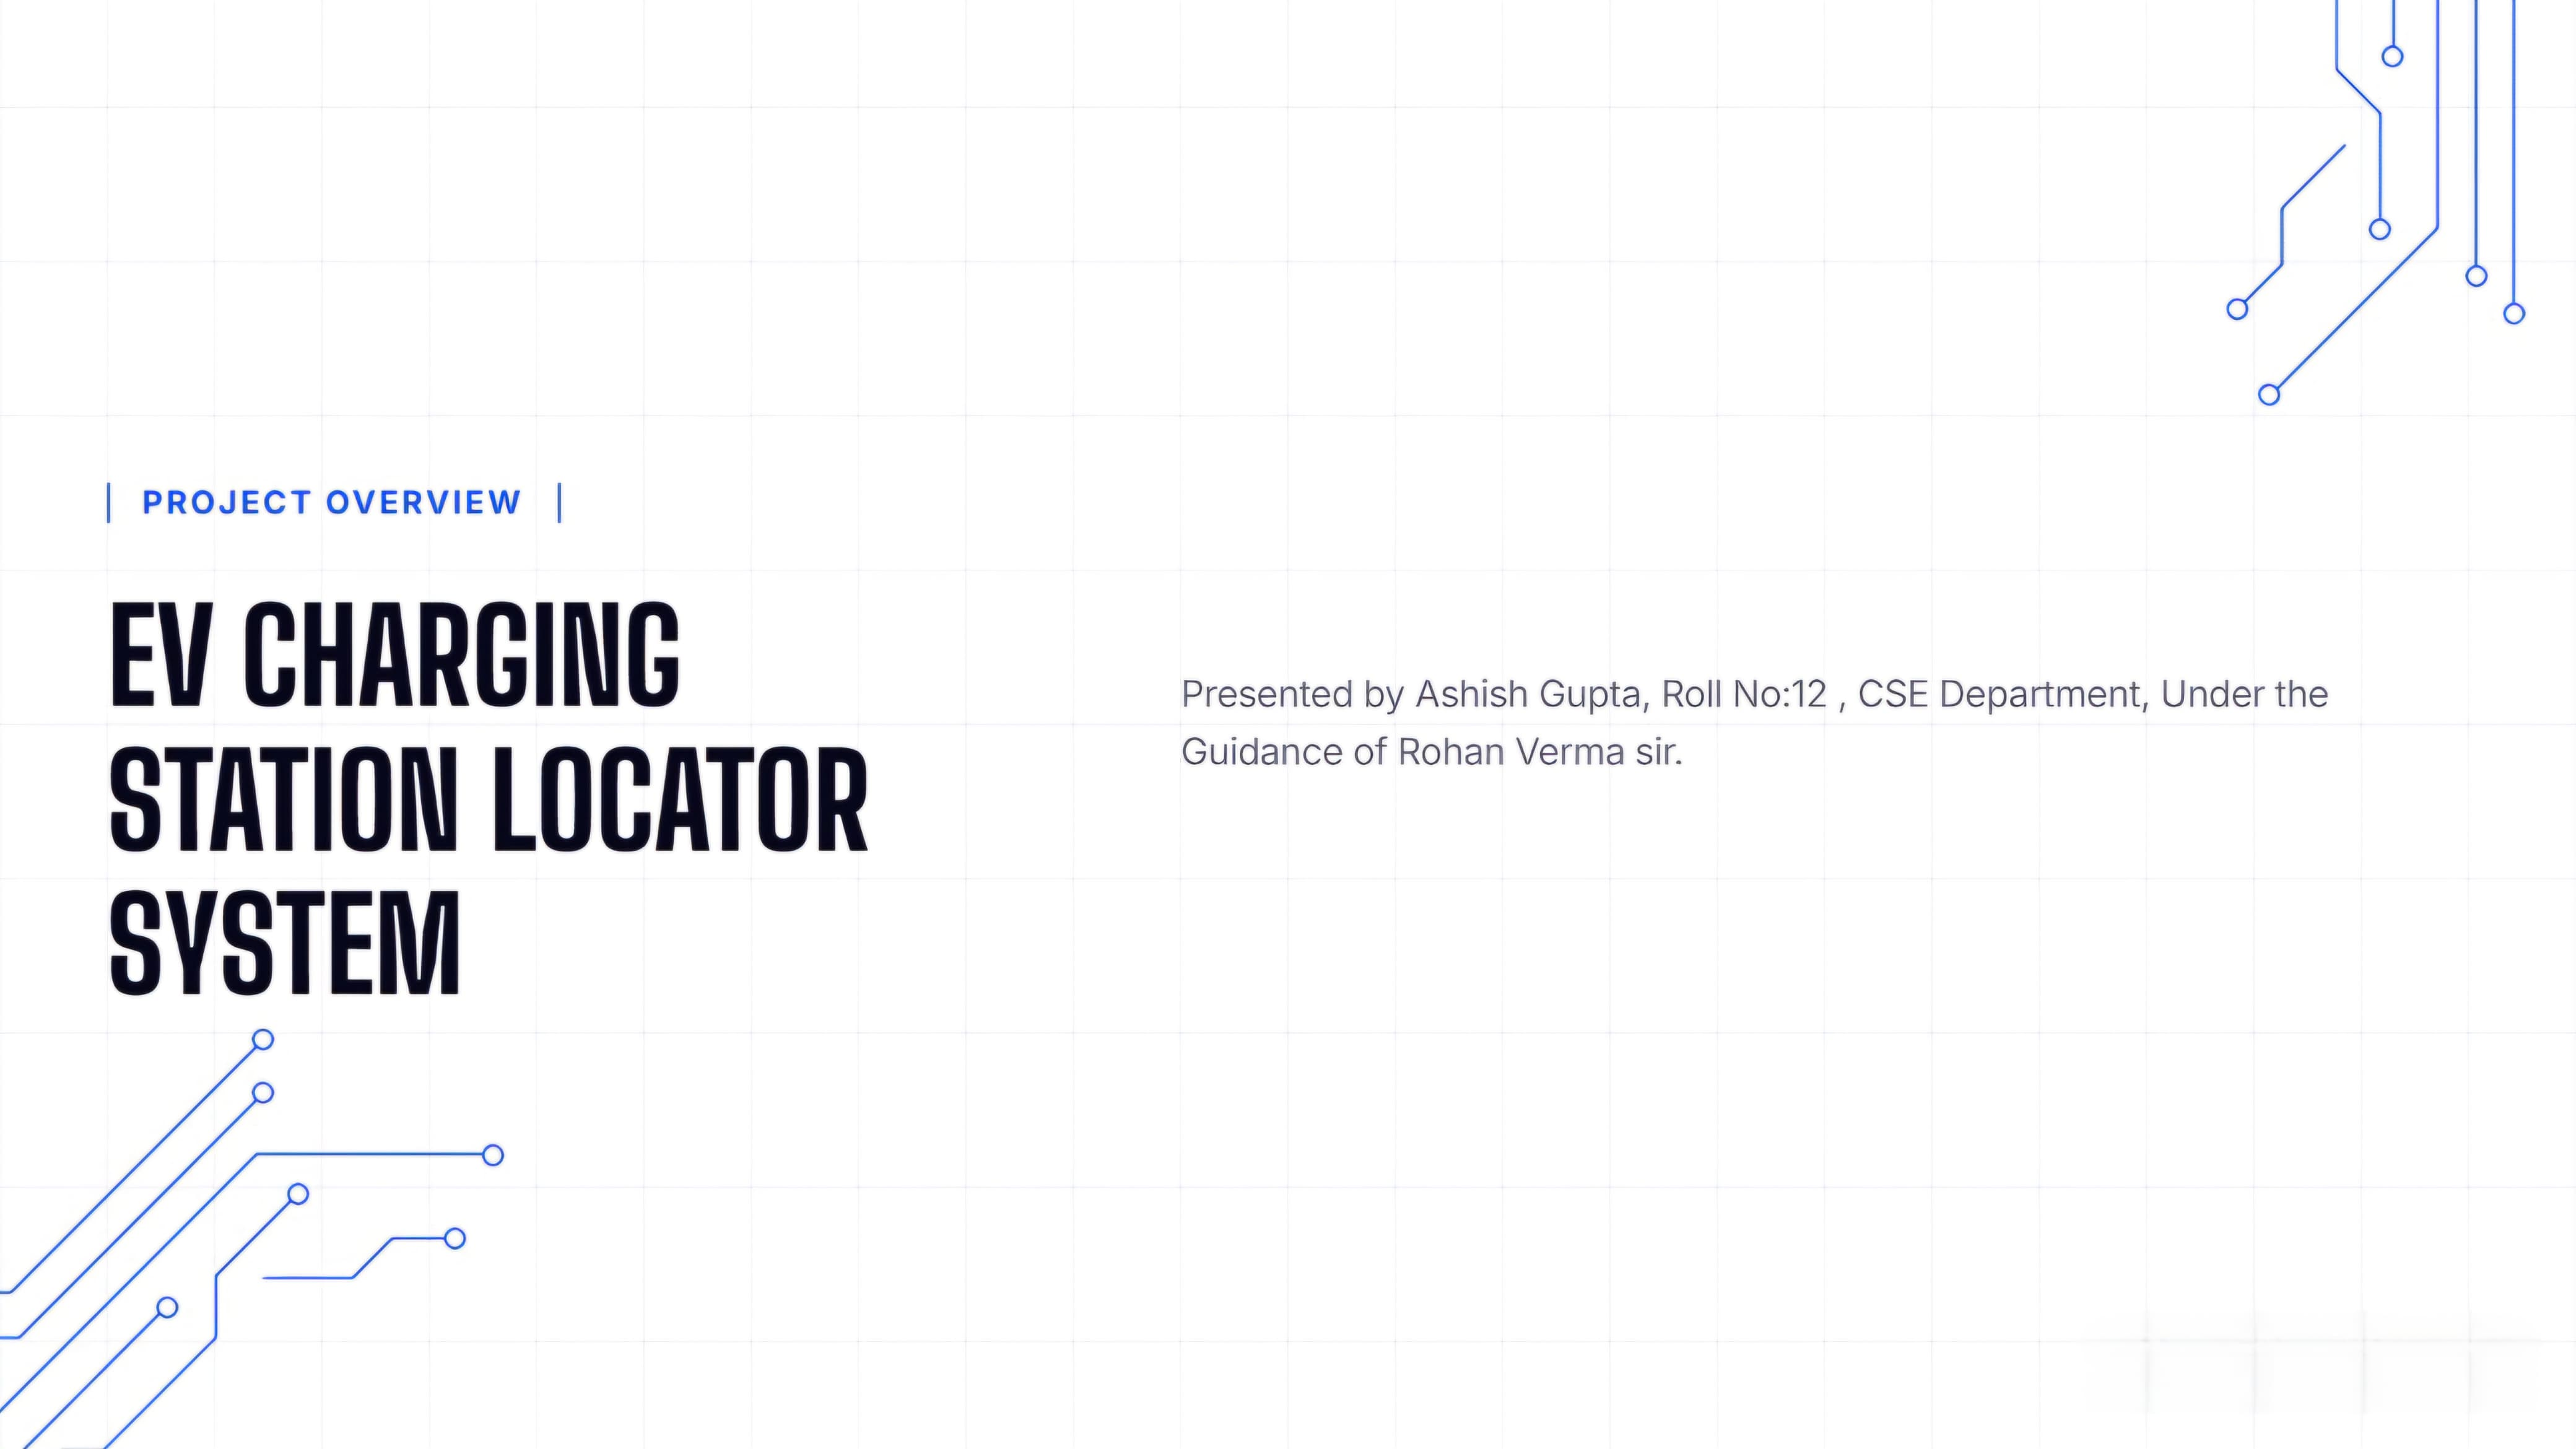 PROJECT OVERVIEW
EV CHARGING
STATION LOCATOR
SYSTEM
Presented by Ashish Gupta, Roll No:12 , CSE Department, Under the
Guidance of Rohan Verma sir.